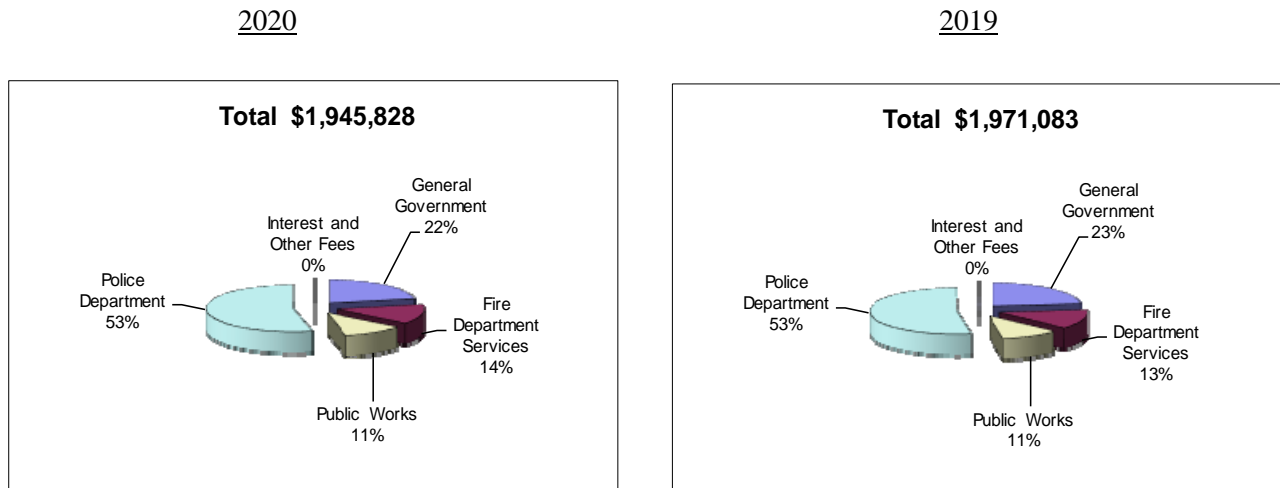 2020
Total $1,945,828
General
Government
22%
Interest and
Other Fees
0%
Police
Department
53%
Fire
Department
Services
14%
Public Works
11%
2019
Total $1,971,083
General
Government
23%
Interest and
Other Fees
0%
Police
Department
53%
Fire
Department
Services
13%
Public Works
11%